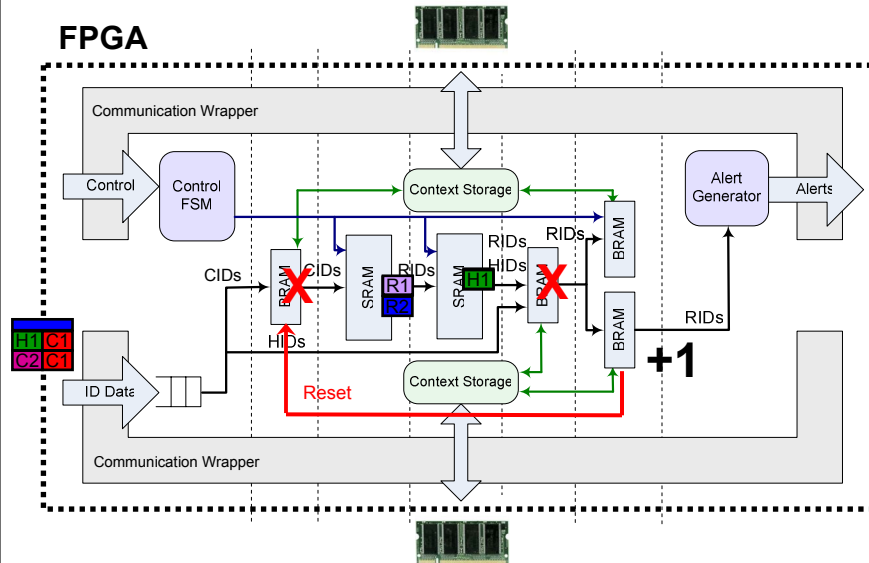 FPGA
Communication Wrapper
Control
Control
FSM
Context Storage
Alert
Generator
Alerts
RIDs
RIDs
BRAM
CIDs
BRAM
X
CIDs
SRAM
RIDs
R1
R2
SRAM
HIDs
H1
BRAM
X
BRAM
RIDs
HIDs
+1
H1 C1
C2 C1
ID Data
Reset
Context Storage
Communication Wrapper